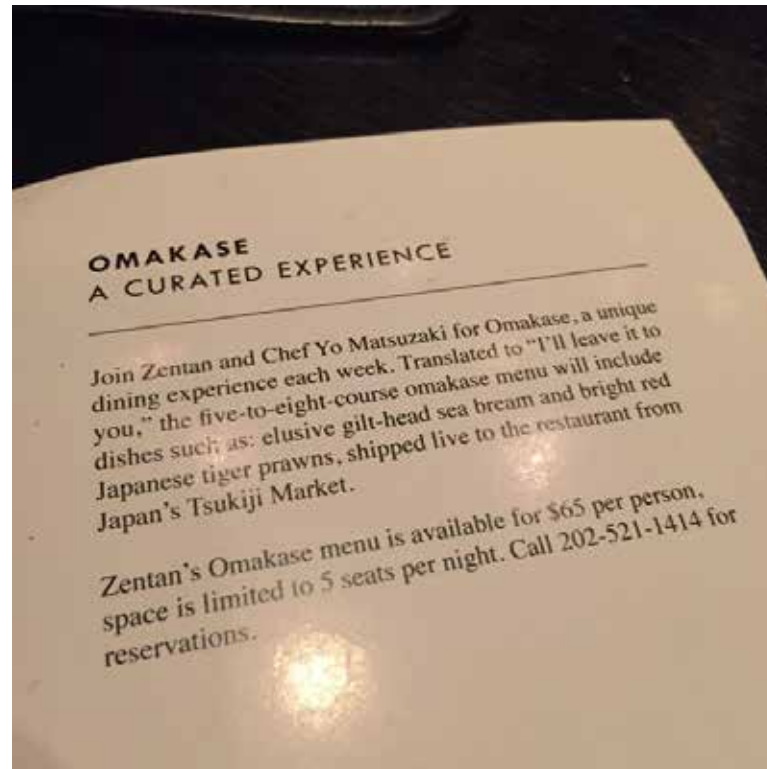 OMAKASE
A CURATED EXPERIENCE
Join Zentan and Chef Yo Matsuzaki for Omakase, a unique
dining experience each week. Translated to “I’ll leave it to
you,” the five-to-eight-course omakase menu will include
dishes such as: elusive gilt-head sea bream and bright red
Japanese tiger prawns, shipped live to the restaurant from
Japan’s Tsukiji Market.
Zentan’s Omakase menu is available for $65 per person,
space is limited to 5 seats per night. Call 202-521-1414 for
reservations.